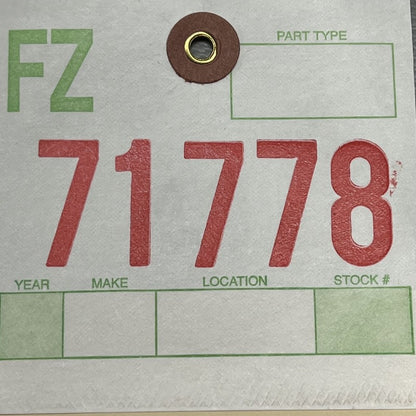 FZ PART TYPE
71778
YEAR MAKE LOCATION STOCK #